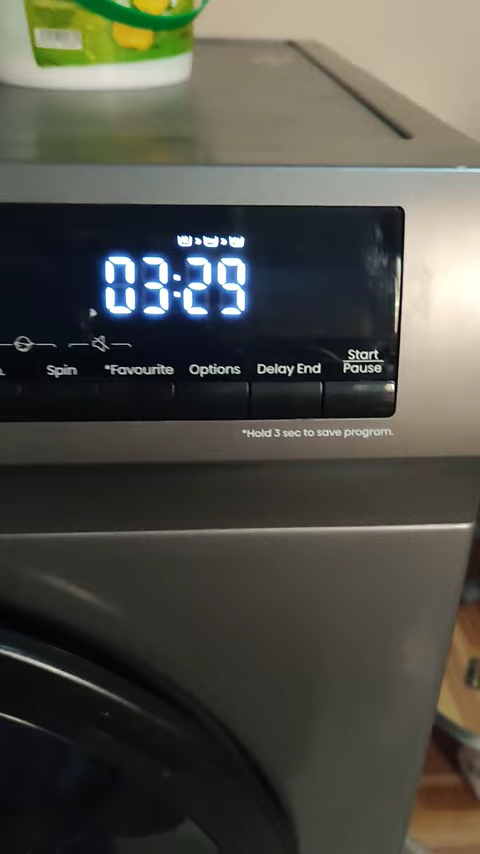 03:29
Spin *Favourite Options Delay End Start
Pause
*Hold 3 sec to save program.